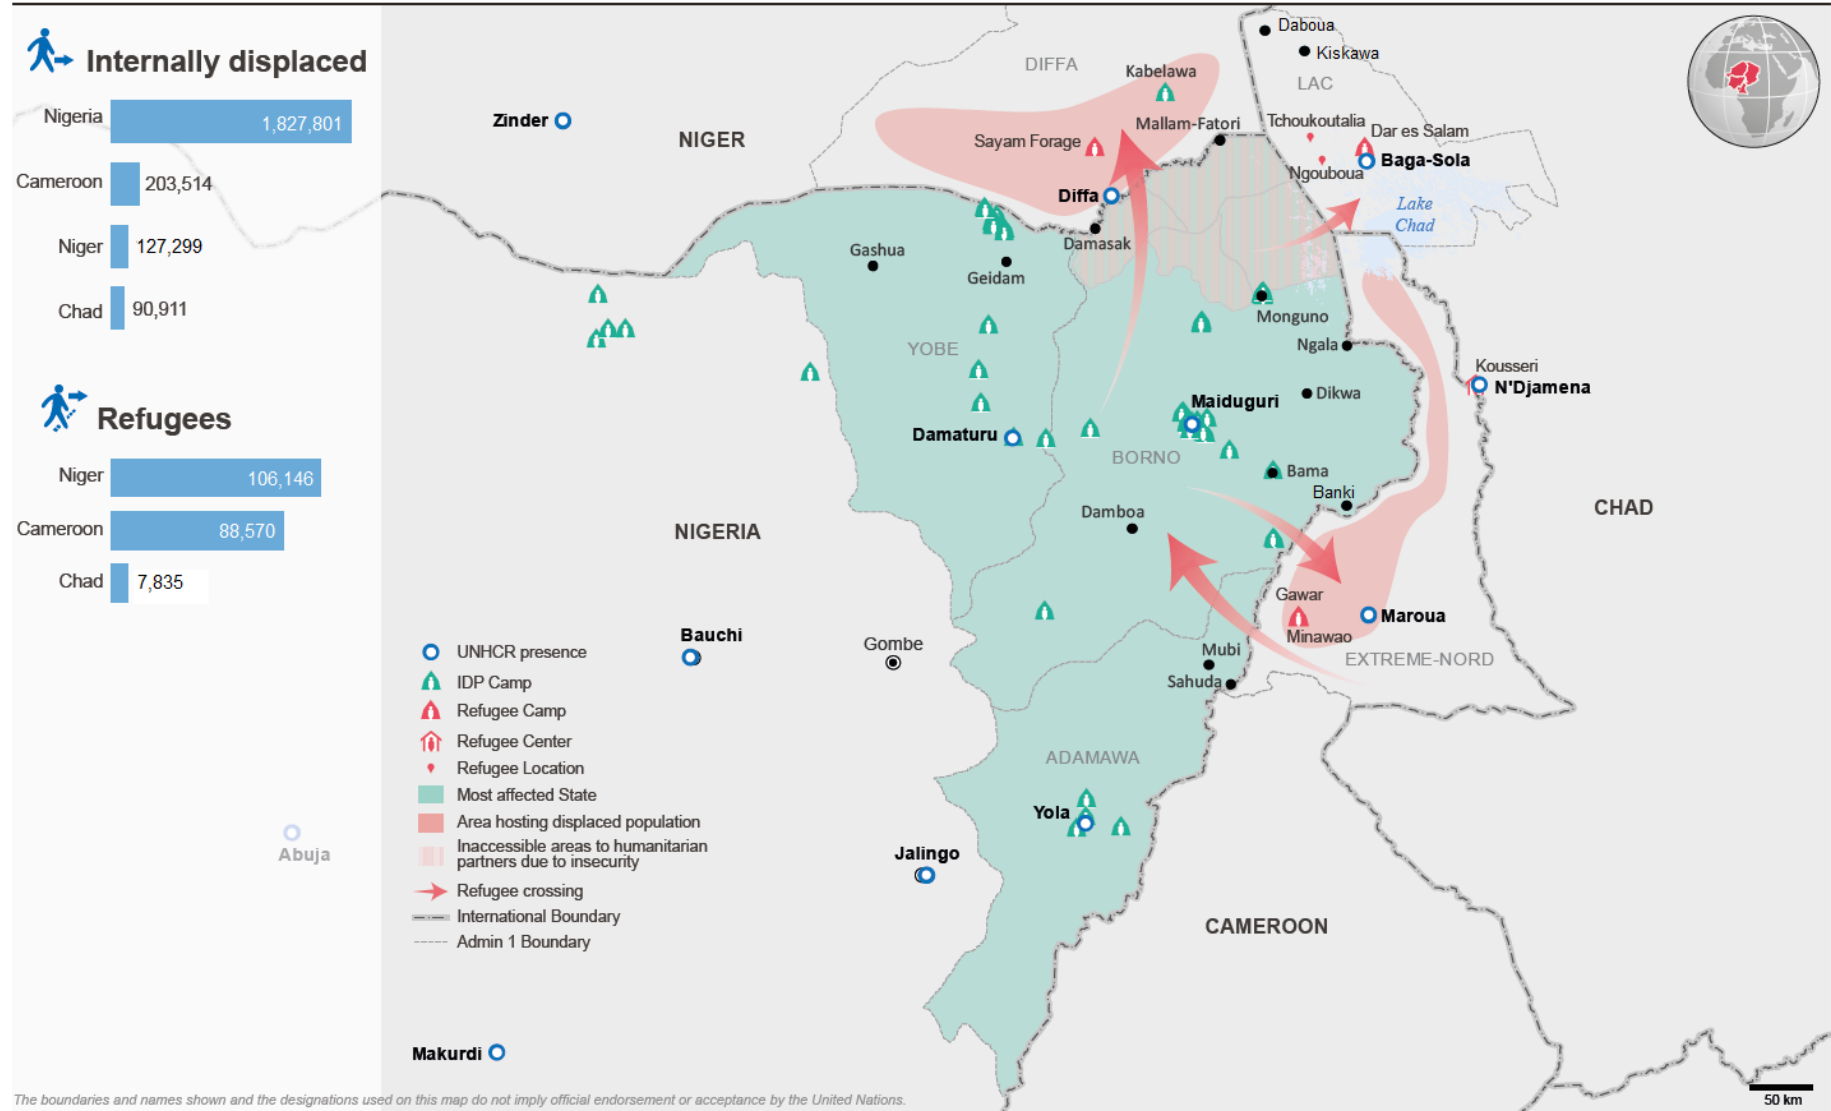 Internally displaced
Nigeria
1,827,801
Cameroon
203,514
Niger
127,299
Chad
90,911
Refugees
Niger
106,146
Cameroon
88,570
Chad
7,835
Abuja
UNHCR presence
IDP Camp
Refugee Camp
Refugee Center
Refugee Location
Most affected State
Area hosting displaced population
Inaccessible areas to humanitarian
partners due to insecurity
Refugee crossing
International Boundary
Admin 1 Boundary
Daboua
Kiskawa
DIFFA
LAC
Kabelawa
Zinder
NIGER
Mallam-Fatori
Tchoukoutalia
Dar es Salam
Sayam Forage
Baga-Sola
Ngouboua
Diffa
Lake
Chad
Damasak
Gashua
Geidam
Monguno
Ngala
YOBE
Kousseri
N'Djamena
Dikwa
Maiduguri
Damaturu
BORNO
Bama
Banki
Damboa
CHAD
NIGERIA
Gawar
Maroua
Minawao
Bauchi
Gombe
Mubi
EXTREME-NORD
Sahuda
ADAMAWA
Yola
Jalingo
CAMEROON
Makurdi
50 km
The boundaries and names shown and the designations used on this map do not imply official endorsement or acceptance by the United Nations.